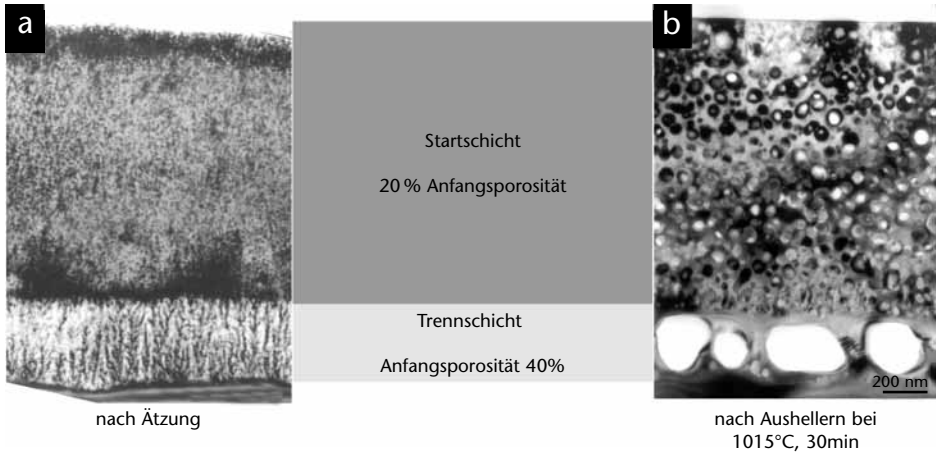 a
b
Startschicht
20 % Anfangsporosität
Trennschicht
Anfangsporosität 40%
200 nm
nach Ätzung
nach Aushellern bei
1015°C, 30min